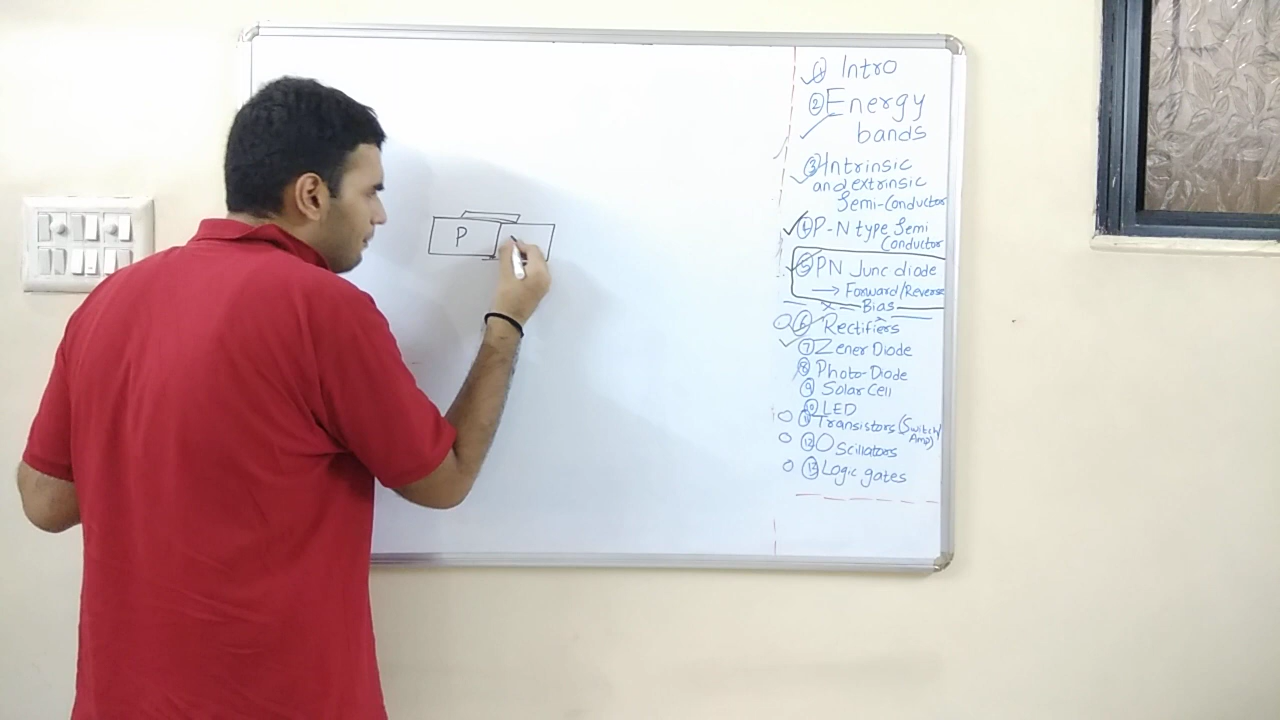 P
① Intro
② Energy
bands
③ Intrinsic
and extrinsic
Semi-Conductor
④ P-N type Semi
Conductor
⑤ PN Junc diode
→ Forward/Reverse
Bias
⑥ Rectifiers
⑦ Zener Diode
⑧ Photo-Diode
⑨ Solar Cell
⑩ LED
⑪ Transistors (Switch/
Amp)
⑫ Oscillators
⑬ Logic gates